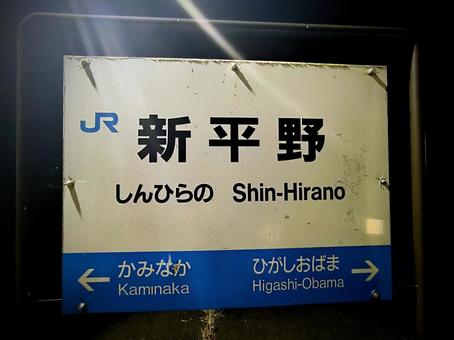 JR 新平野
しんひらの Shin-Hirano
← かみなか ひがしおばま →
Kaminaka Higashi-Obama